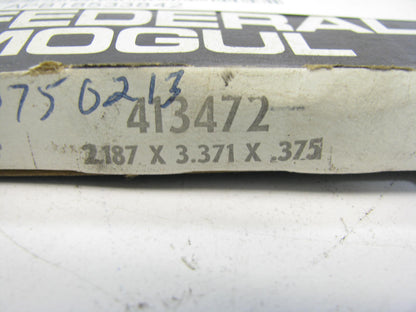 FEDERAL
MOGUL
750213
413472
2.187 X 3.371 X .375